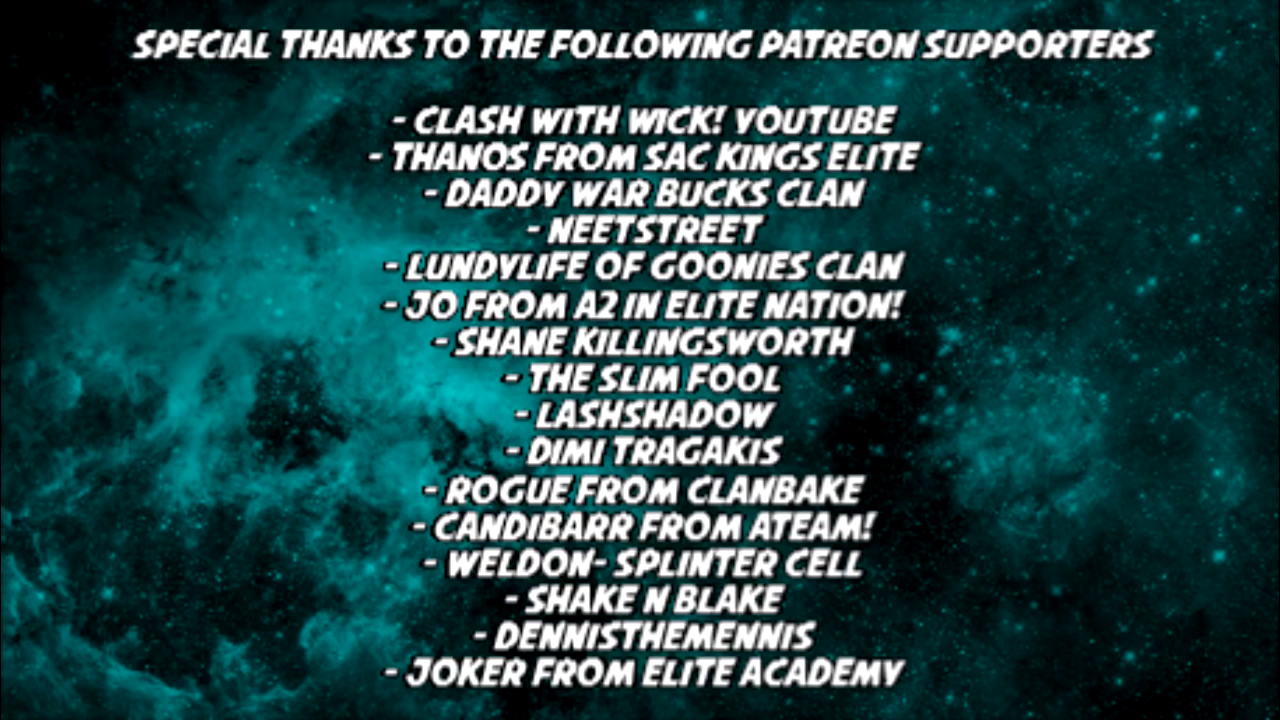 SPECIAL THANKS TO THE FOLLOWING PATREON SUPPORTERS
- CLASH WITH WICK! YOUTUBE
- THANOS FROM SAC KINGS ELITE
- DADDY WAR BUCKS CLAN
- NEETSTREET
- LUNDYLIFE OF GOONIES CLAN
- JO FROM A2 IN ELITE NATION!
- SHANE KILLINGSWORTH
- THE SLIM FOOL
- LASHSHADOW
- DIMI TRAGAKIS
- ROGUE FROM CLANBAKE
- CANDIBARR FROM ATEAM!
- WELDON- SPLINTER CELL
- SHAKE N BLAKE
- DENNISTHEMENNIS
- JOKER FROM ELITE ACADEMY